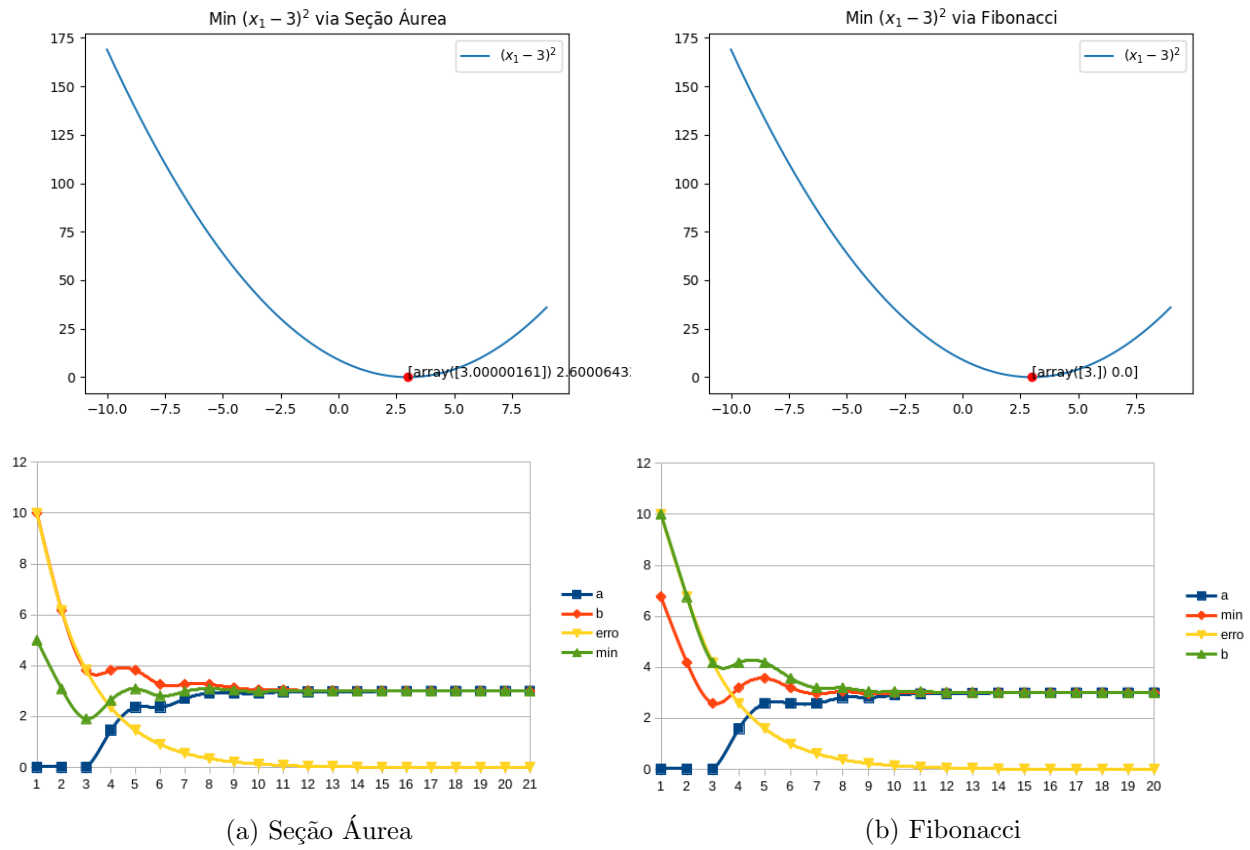 Min $(x_1 - 3)^2$ via Seção Áurea
175
150
125
100
75
50
25
0
−10.0 −7.5 −5.0 −2.5 0.0 2.5 5.0 7.5
$(x_1 - 3)^2$
[array([3.00000161]) 2.6000643
Min $(x_1 - 3)^2$ via Fibonacci
175
150
125
100
75
50
25
0
−10.0 −7.5 −5.0 −2.5 0.0 2.5 5.0 7.5
$(x_1 - 3)^2$
[array([3.]) 0.0]
12
10
8
6
4
2
0
1 2 3 4 5 6 7 8 9 10 11 12 13 14 15 16 17 18 19 20 21
a
b
erro
min
(a) Seção Áurea
12
10
8
6
4
2
0
1 2 3 4 5 6 7 8 9 10 11 12 13 14 15 16 17 18 19 20
a
min
erro
b
(b) Fibonacci